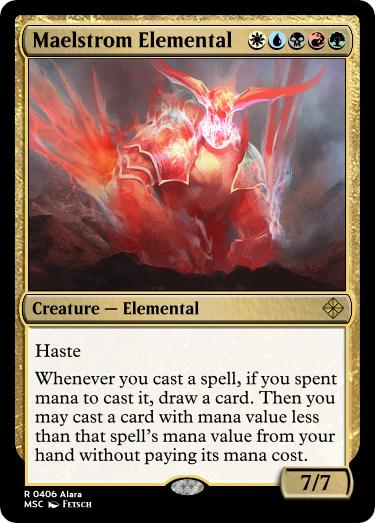 Maelstrom Elemental
Creature — Elemental
Haste
Whenever you cast a spell, if you spent
mana to cast it, draw a card. Then you
may cast a card with mana value less
than that spell's mana value from your
hand without paying its mana cost.
7/7
R 0406 Alara
MSC Fetsch